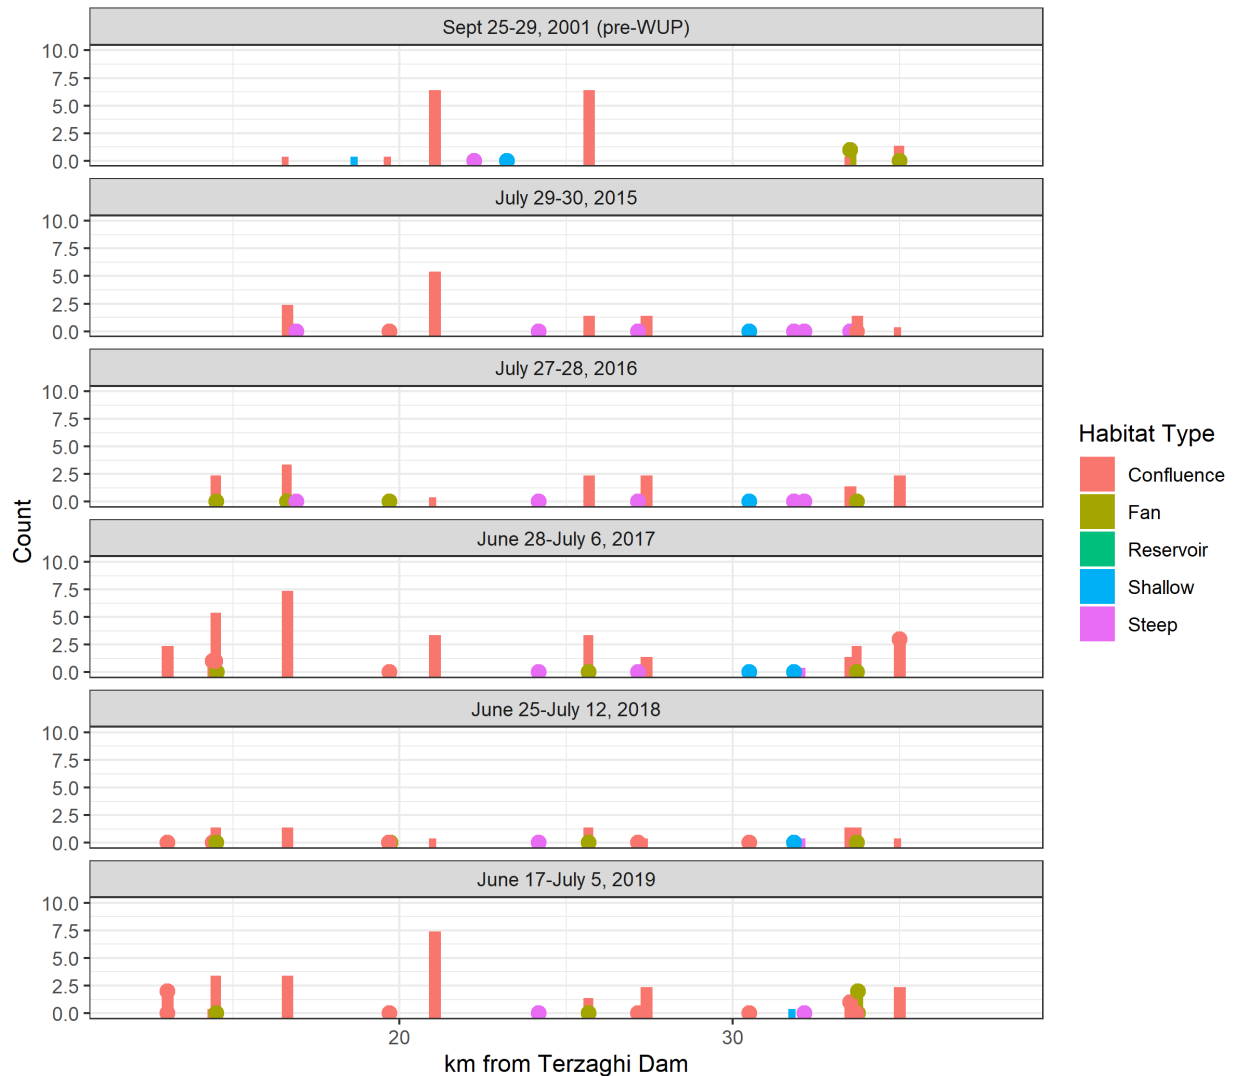 Sept 25-29, 2001 (pre-WUP)
10.0
7.5
5.0
2.5
0.0
July 29-30, 2015
10.0
7.5
5.0
2.5
0.0
July 27-28, 2016
10.0
7.5
5.0
2.5
0.0
June 28-July 6, 2017
10.0
7.5
5.0
2.5
0.0
June 25-July 12, 2018
10.0
7.5
5.0
2.5
0.0
June 17-July 5, 2019
10.0
7.5
5.0
2.5
0.0
20 30
km from Terzaghi Dam
Count
Habitat Type
Confluence
Fan
Reservoir
Shallow
Steep